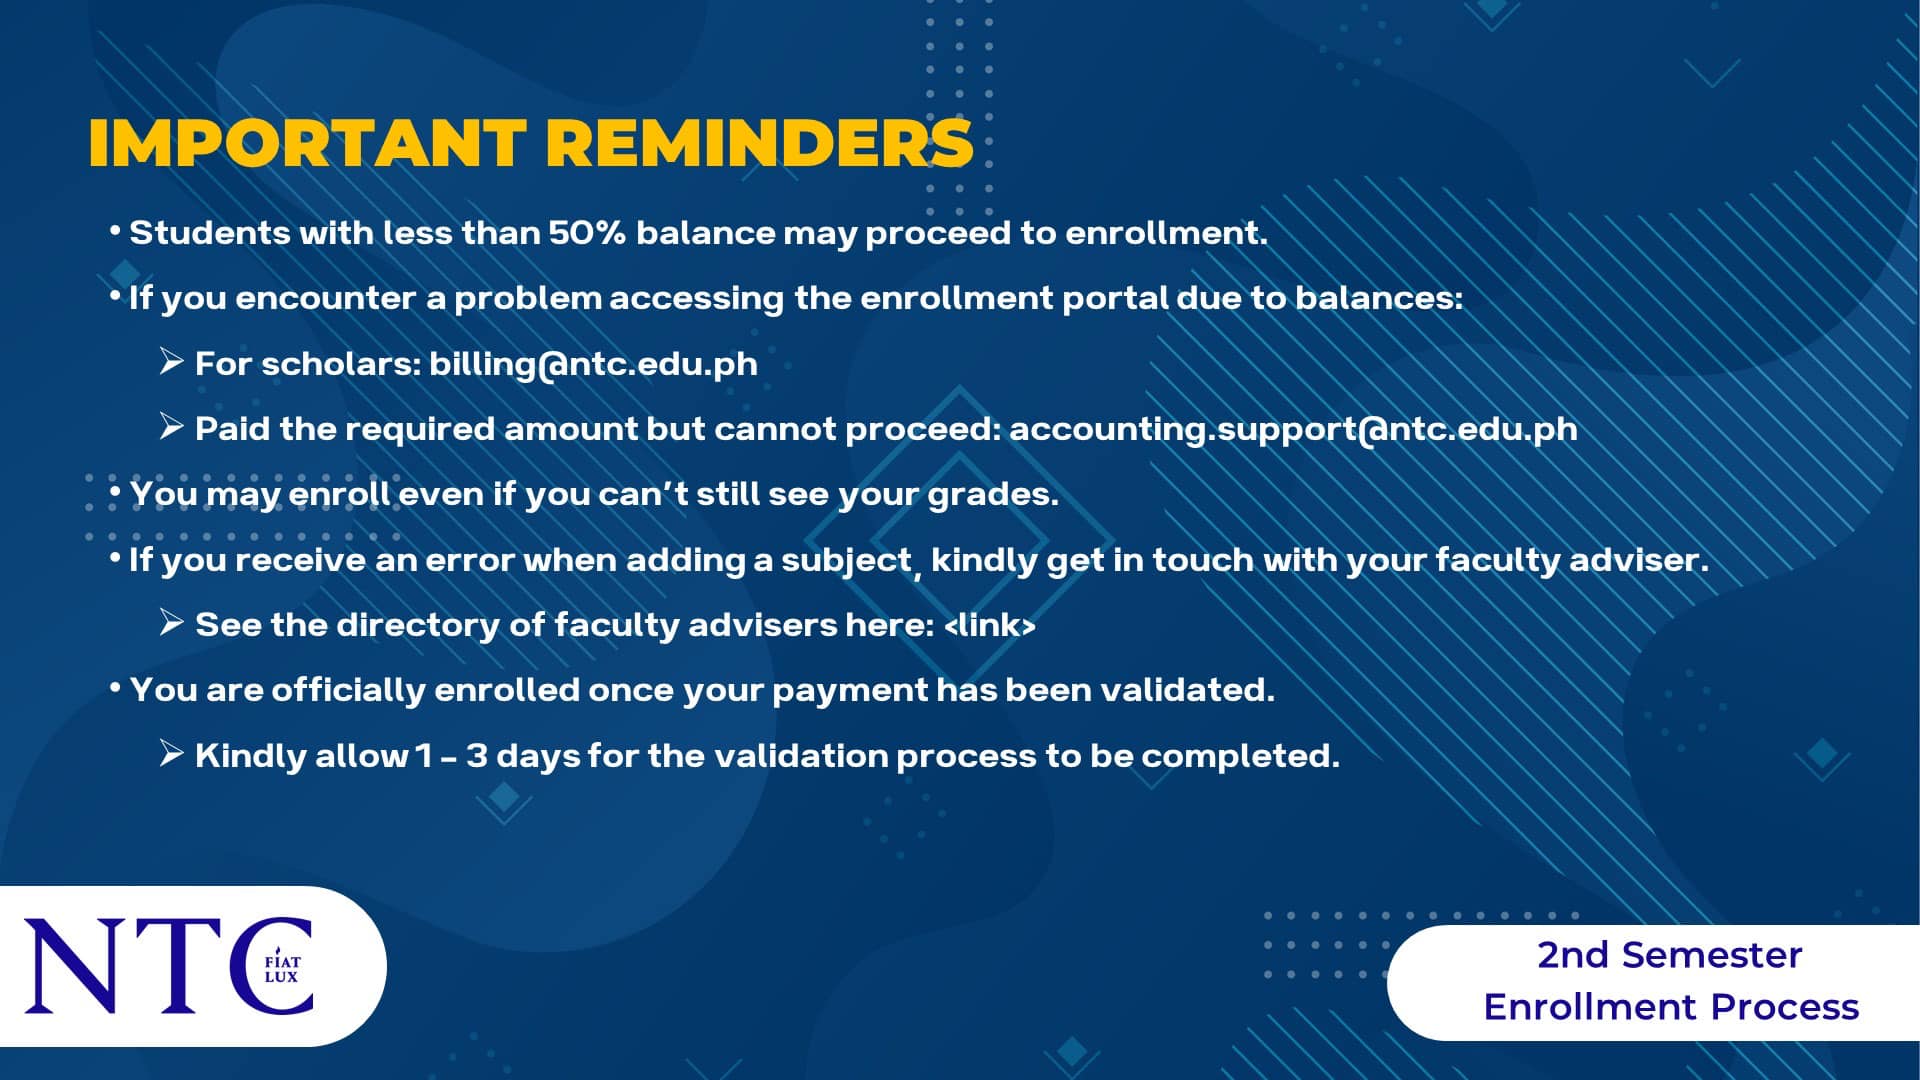 IMPORTANT REMINDERS
• Students with less than 50% balance may proceed to enrollment.
• If you encounter a problem accessing the enrollment portal due to balances:
➢ For scholars: billing@ntc.edu.ph
➢ Paid the required amount but cannot proceed: accounting.support@ntc.edu.ph
• You may enroll even if you can’t still see your grades.
• If you receive an error when adding a subject, kindly get in touch with your faculty adviser.
➢ See the directory of faculty advisers here: <link>
• You are officially enrolled once your payment has been validated.
➢ Kindly allow 1 – 3 days for the validation process to be completed.
NTC
FIAT
LUX
2nd Semester
Enrollment Process